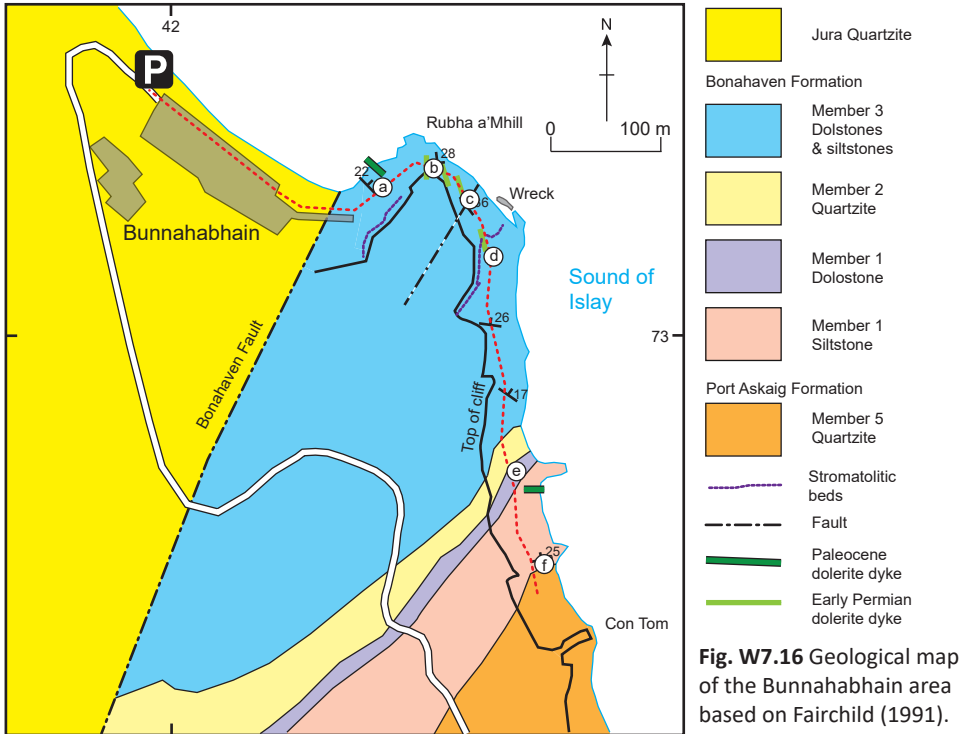 42
P
N
0 100 m
Rubha a'Mhill
28
b
22
a
c
Wreck
Bunnahabhain
d
Sound of
Islay
26
73
Bonahaven Fault
Top of cliff
17
e
25
f
Con Tom
Jura Quartzite
Bonahaven Formation
Member 3
Dolstones
& siltstones
Member 2
Quartzite
Member 1
Dolostone
Member 1
Siltstone
Port Askaig Formation
Member 5
Quartzite
Stromatolitic
beds
Fault
Paleocene
dolerite dyke
Early Permian
dolerite dyke
Fig. W7.16 Geological map
of the Bunnahabhain area
based on Fairchild (1991).